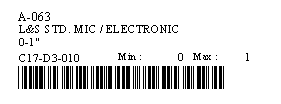 A-063
L&S STD. MIC / ELECTRONIC
0-1"
C17-D3-010 Min : 0 Max : 1